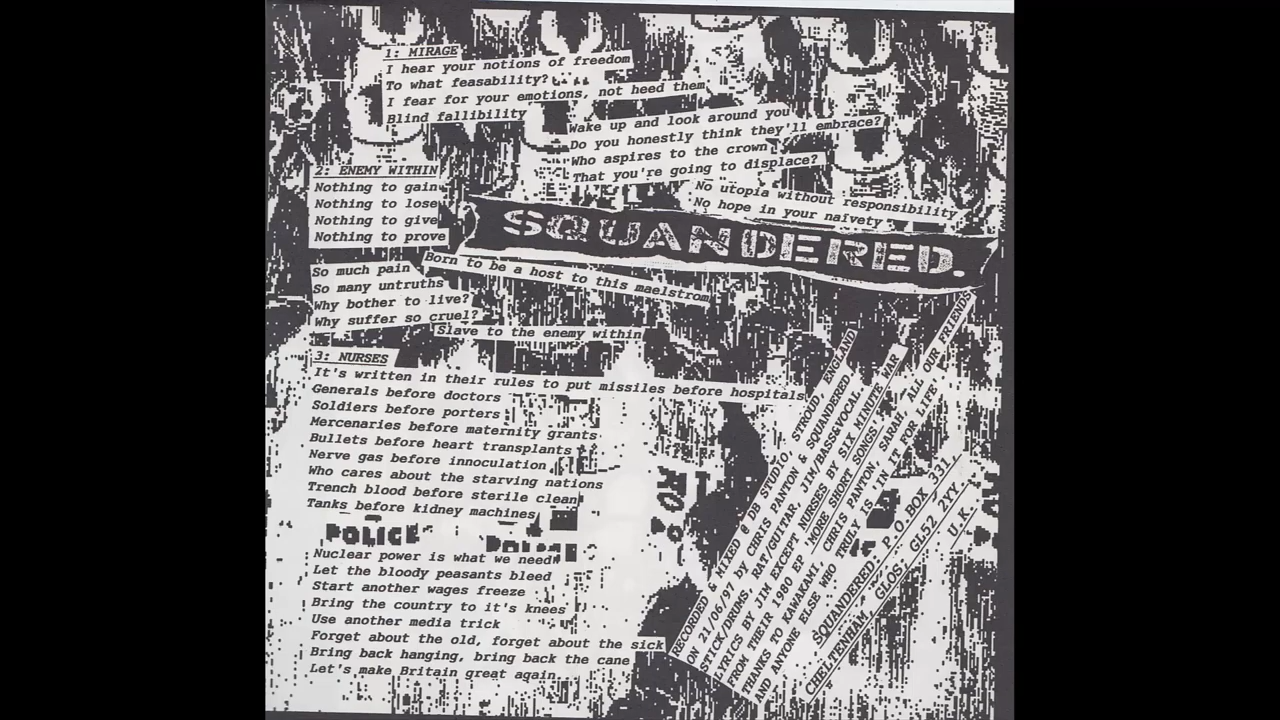 1: MIRAGE
I hear your notions of freedom
To what feasability?
I fear for your emotions, not heed them
Blind fallibility
Wake up and look around you
Do you honestly think they'll embrace?
Who aspires to the crown
That you're going to displace?
No utopia without responsibility
No hope in your naïvety
SQUANDERED.
2: ENEMY WITHIN
Nothing to gain
Nothing to lose
Nothing to give
Nothing to prove
Born to be a host to this maelstrom
So much pain
So many untruths
Why bother to live?
Why suffer so cruel?
Slave to the enemy within
3: NURSES
It's written in their rules to put missiles before hospitals
Generals before doctors
Soldiers before porters
Mercenaries before maternity grants
Bullets before heart transplants
Nerve gas before innoculation
Who cares about the starving nations
Trench blood before sterile clean
Tanks before kidney machines
POLICE
Nuclear power is what we need
Let the bloody peasants bleed
Start another wages freeze
Bring the country to it's knees
Use another media trick
Forget about the old, forget about the sick
Bring back hanging, bring back the cane
Let's make Britain great again
RECORDED & MIXED @ DB STUDIO, STROUD, ENGLAND
ON 21/06/97 by CHRIS PANTON & SQUANDERED
STICK/DRUMS, RAT/GUITAR, JIM/BASS&VOCAL.
LYRICS BY JIM EXCEPT NURSES BY SIX MINUTE WAR
FROM THEIR 1980 EP 'MORE SHORT SONGS'
THANKS TO KAWAKAMI, CHRIS PANTON, SARAH, ALL OUR FRIENDS
AND ANYONE ELSE WHO TRULY IS 'IN IT FOR LIFE'
SQUANDERED: P.O.BOX 331,
CHELTENHAM, GLOS. GL52 2YY.
U.K.